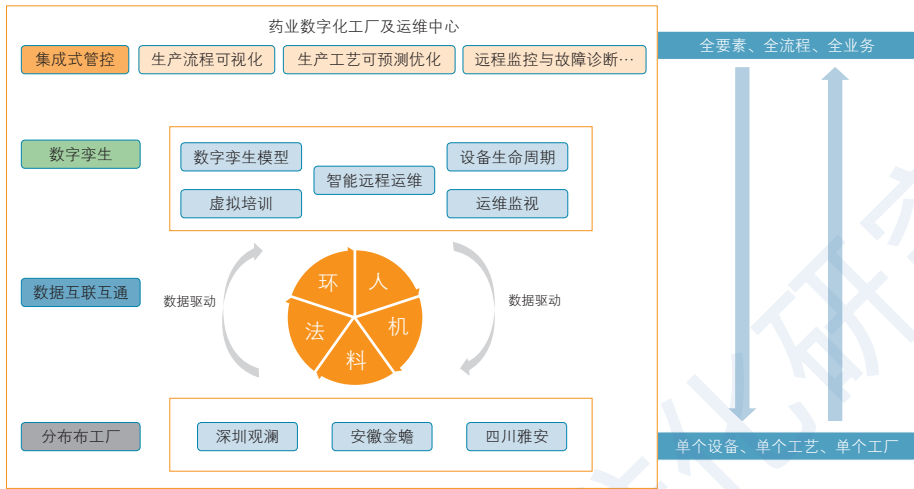 药业数字化工厂及运维中心
集成式管控
生产流程可视化
生产工艺可预测优化
远程监控与故障诊断…
全要素、全流程、全业务
数字孪生
数字孪生模型
设备生命周期
智能远程运维
虚拟培训
运维监视
数据互联互通
数据驱动
环
人
法
机
料
数据驱动
分布布工厂
深圳观澜
安徽金蟾
四川雅安
单个设备、单个工艺、单个工厂
化研究